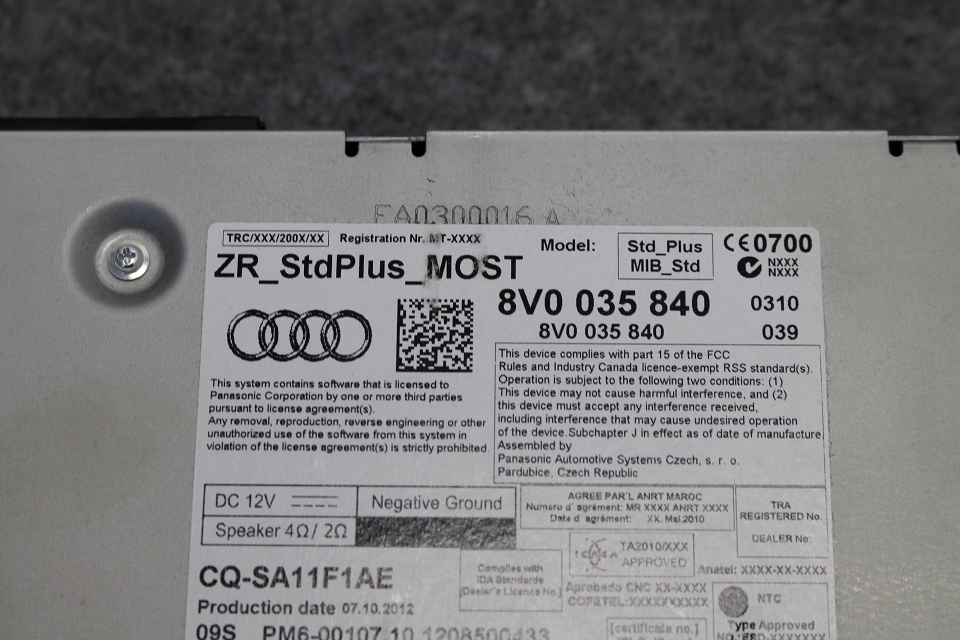 EA0300016 A
TRC/XXX/200X/XX Registration Nr. MT-XXXX
ZR_StdPlus_MOST
Model: Std_Plus
MIB_Std
CE0700
NXXX
NXXX
8V0 035 840 0310
8V0 035 840 039
This system contains software that is licensed to
Panasonic Corporation by one or more third parties
pursuant to license agreement(s).
Any removal, reproduction, reverse engineering or other
unauthorized use of the software from this system in
violation of the license agreement(s) is strictly prohibited.
This device complies with part 15 of the FCC
Rules and Industry Canada licence-exempt RSS standard(s).
Operation is subject to the following two conditions: (1)
This device may not cause harmful interference, and (2)
this device must accept any interference received,
including interference that may cause undesired operation
of the device.Subchapter J in effect as of date of manufacture.
Assembled by
Panasonic Automotive Systems Czech, s. r. o.
Pardubice, Czech Republic
DC 12V Negative Ground
Speaker 4Ω/ 2Ω
AGREE PAR'L ANRT MAROC
Numero d'agrément: MR XXXX ANRT XXXX
Date d'agrément: XX. Mai.2010
TRA
REGISTERED No.
DEALER No:
TA2010/XXX
APPROVED
Anatel: XXXX-XX-XXXX
CQ-SA11F1AE
Production date 07.10.2012
09S PM6-00107.10 1208500433
Complies with
IDA Standards
[Dealer's Licence No.]
Aprobado CNC XX-XXXX
COFETEL:XXXXXXXXXX
[certificate no.]
NTC
Type Approved